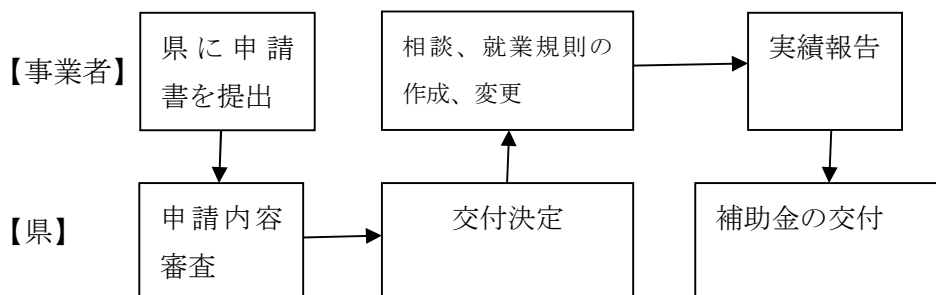 【事業者】
県に申請
書を提出
相談、就業規則の
作成、変更
実績報告
【県】
申請内容
審査
交付決定
補助金の交付